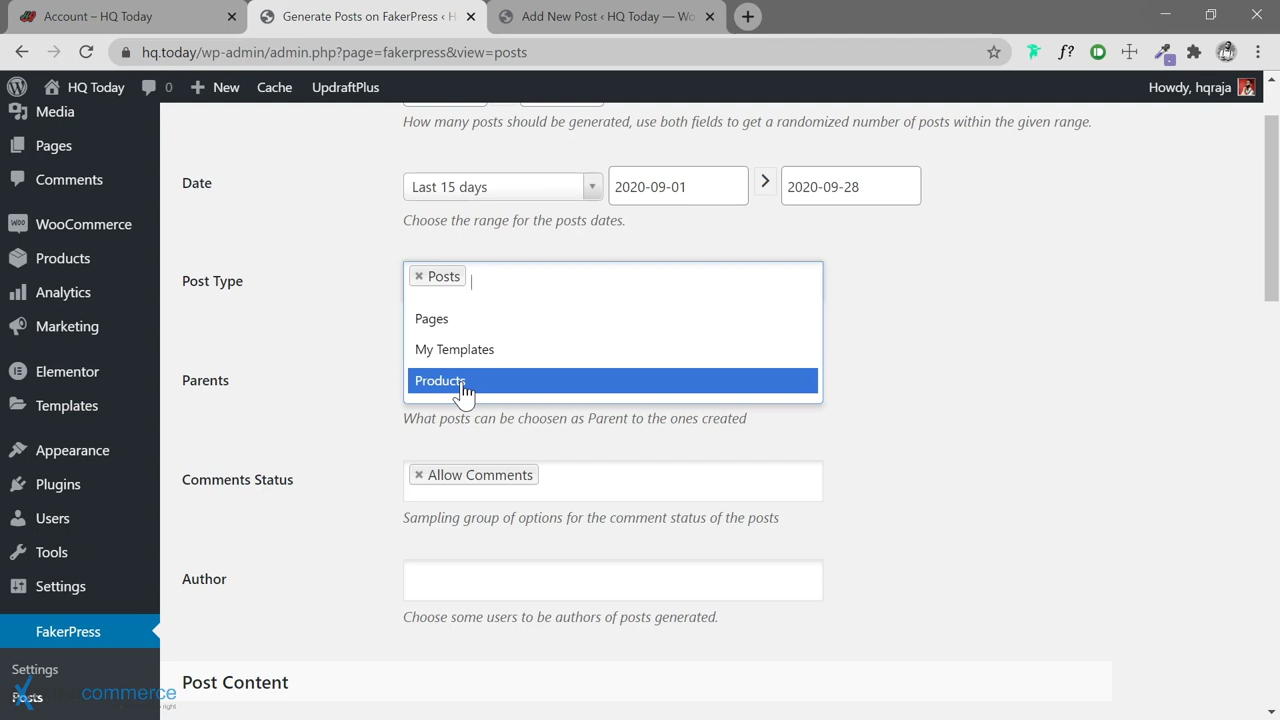 Account – HQ Today
Generate Posts on FakerPress ‹ H
Add New Post ‹ HQ Today — Wo
hq.today/wp-admin/admin.php?page=fakerpress&view=posts
f?
HQ Today
0
New
Cache
UpdraftPlus
Howdy, hqraja
Media
Pages
Comments
WooCommerce
Products
Analytics
Marketing
Elementor
Templates
Appearance
Plugins
Users
Tools
Settings
FakerPress
Settings
Posts
commerce
How many posts should be generated, use both fields to get a randomized number of posts within the given range.
Date
Last 15 days
2020-09-01
2020-09-28
Choose the range for the posts dates.
Post Type
× Posts
Pages
My Templates
Products
Parents
What posts can be choosen as Parent to the ones created
Comments Status
× Allow Comments
Sampling group of options for the comment status of the posts
Author
Choose some users to be authors of posts generated.
Post Content